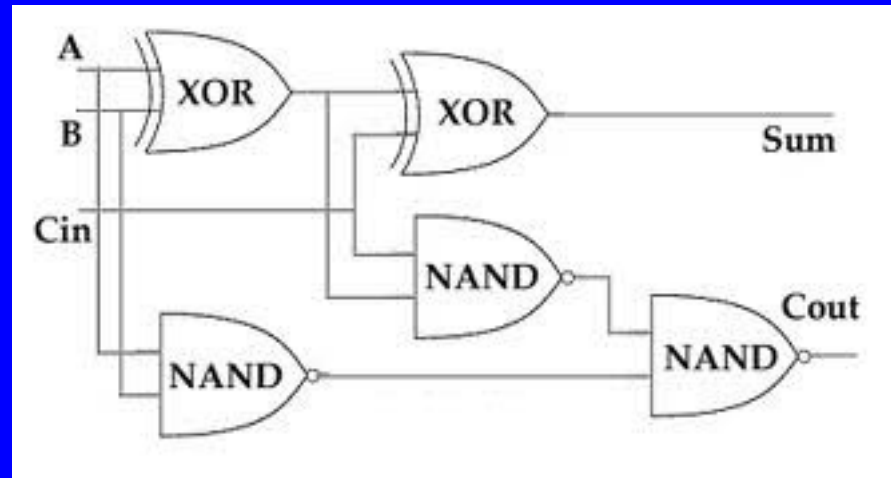 A
XOR
XOR
B
Sum
Cin
NAND
Cout
NAND
NAND